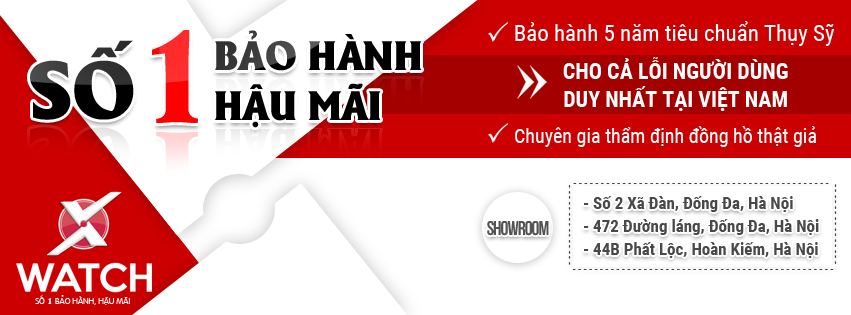 SỐ 1 BẢO HÀNH
HẬU MÃI
Bảo hành 5 năm tiêu chuẩn Thụy Sỹ
CHO CẢ LỖI NGƯỜI DÙNG
DUY NHẤT TẠI VIỆT NAM
Chuyên gia thẩm định đồng hồ thật giả
X
WATCH
SỐ 1 BẢO HÀNH, HẬU MÃI
SHOWROOM
- Số 2 Xã Đàn, Đống Đa, Hà Nội
- 472 Đường láng, Đống Đa, Hà Nội
- 44B Phất Lộc, Hoàn Kiếm, Hà Nội